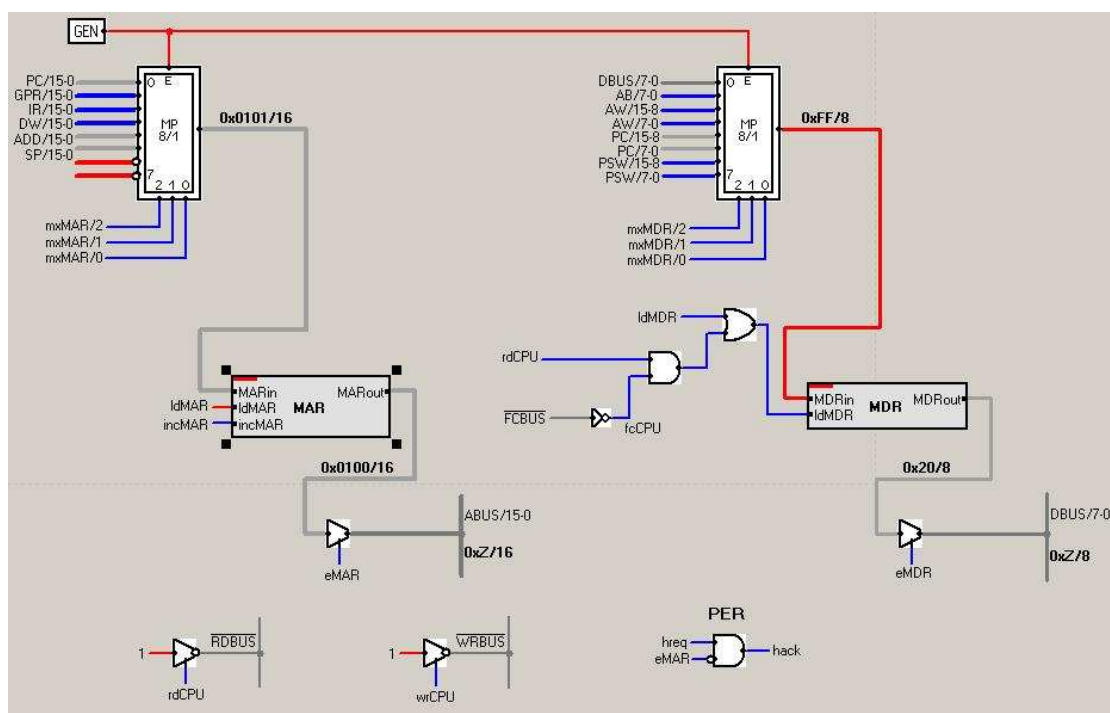 GEN
PC/15-0
GPR/15-0
IR/15-0
DW/15-0
ADD/15-0
SP/15-0
0 E
MP
8/1
7
2 1 0
0x0101/16
mxMAR/2
mxMAR/1
mxMAR/0
DBUS/7-0
AB/7-0
AW/15-8
AW/7-0
PC/15-8
PC/7-0
PSW/15-8
PSW/7-0
0 E
MP
8/1
7
2 1 0
0xFF/8
mxMDR/2
mxMDR/1
mxMDR/0
ldMDR
rdCPU
FCBUS
fcCPU
ldMAR
incMAR
MARin
ldMAR
incMAR
MAR
MARout
MDRin
ldMDR
MDR
MDRout
0x0100/16
0x20/8
ABUS/15-0
0xZ/16
eMAR
DBUS/7-0
0xZ/8
eMDR
1
RDBUS
rdCPU
1
WRBUS
wrCPU
PER
hreq
eMAR
hack